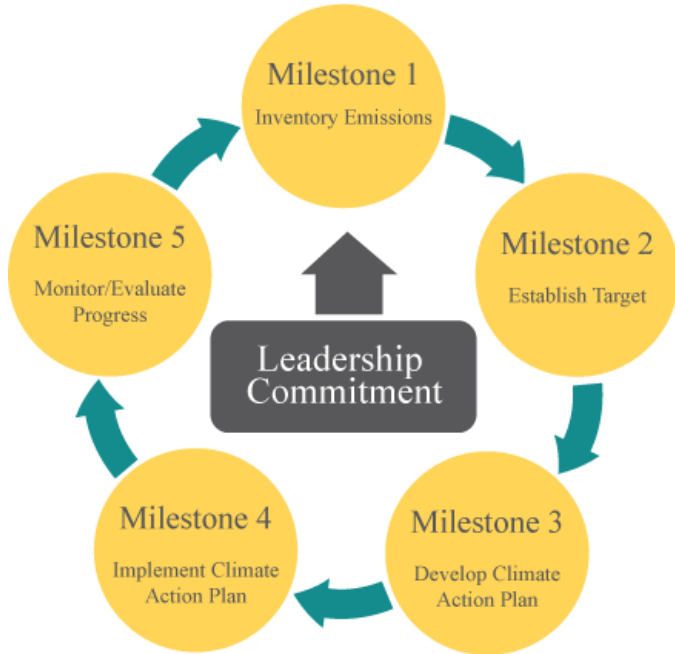 Milestone 1
Inventory Emissions
Milestone 2
Establish Target
Milestone 3
Develop Climate
Action Plan
Milestone 4
Implement Climate
Action Plan
Milestone 5
Monitor/Evaluate
Progress
Leadership
Commitment